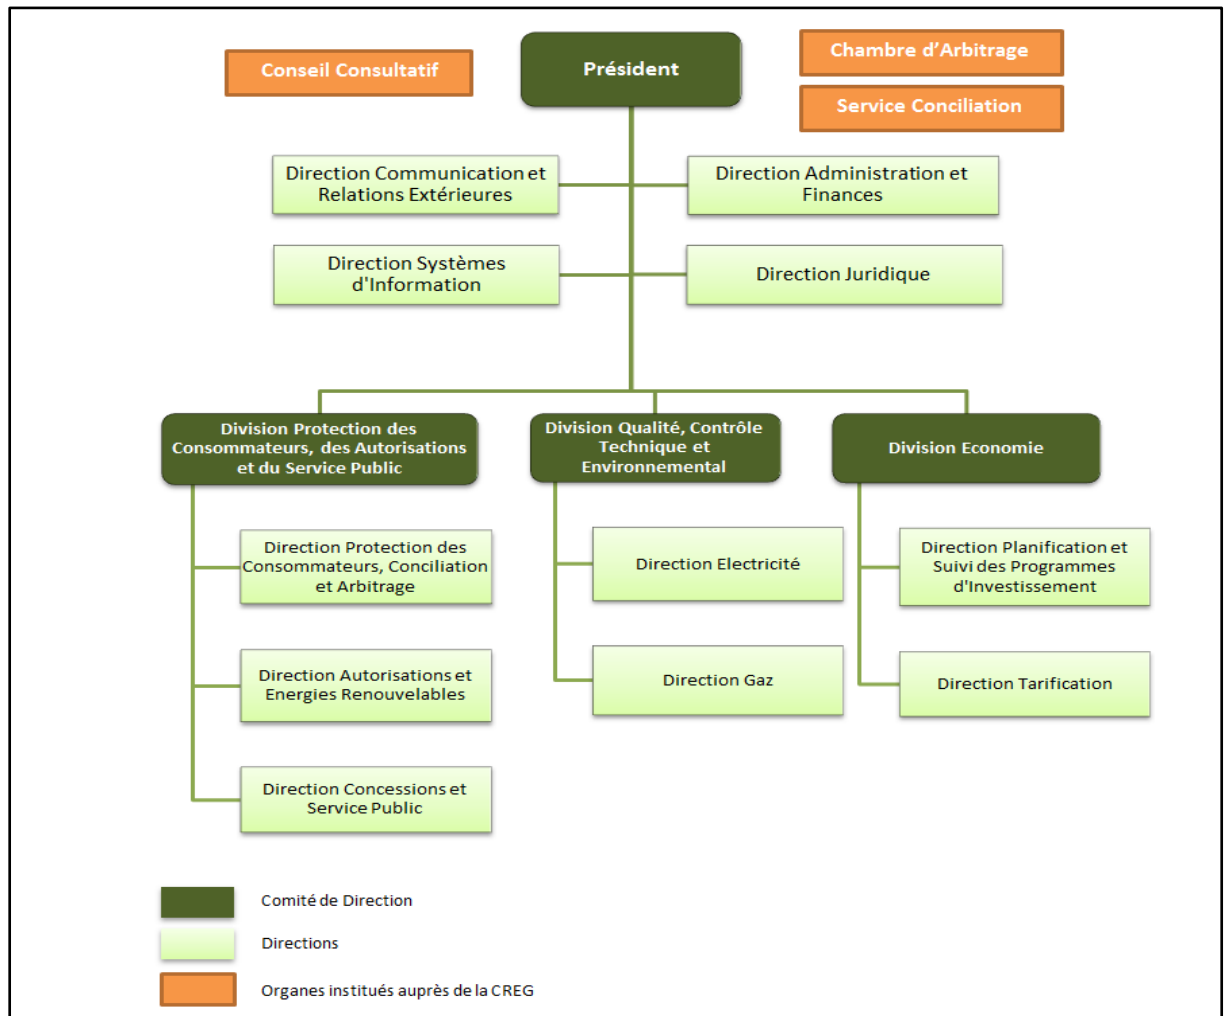 Conseil Consultatif
Président
Chambre d’Arbitrage
Service Conciliation
Direction Communication et
Relations Extérieures
Direction Administration et
Finances
Direction Systèmes
d'Information
Direction Juridique
Division Protection des
Consommateurs, des Autorisations
et du Service Public
Division Qualité, Contrôle
Technique et
Environnemental
Division Economie
Direction Protection des
Consommateurs, Conciliation
et Arbitrage
Direction Autorisations et
Energies Renouvelables
Direction Concessions et
Service Public
Direction Electricité
Direction Gaz
Direction Planification et
Suivi des Programmes
d'Investissement
Direction Tarification
Comité de Direction
Directions
Organes institués auprès de la CREG